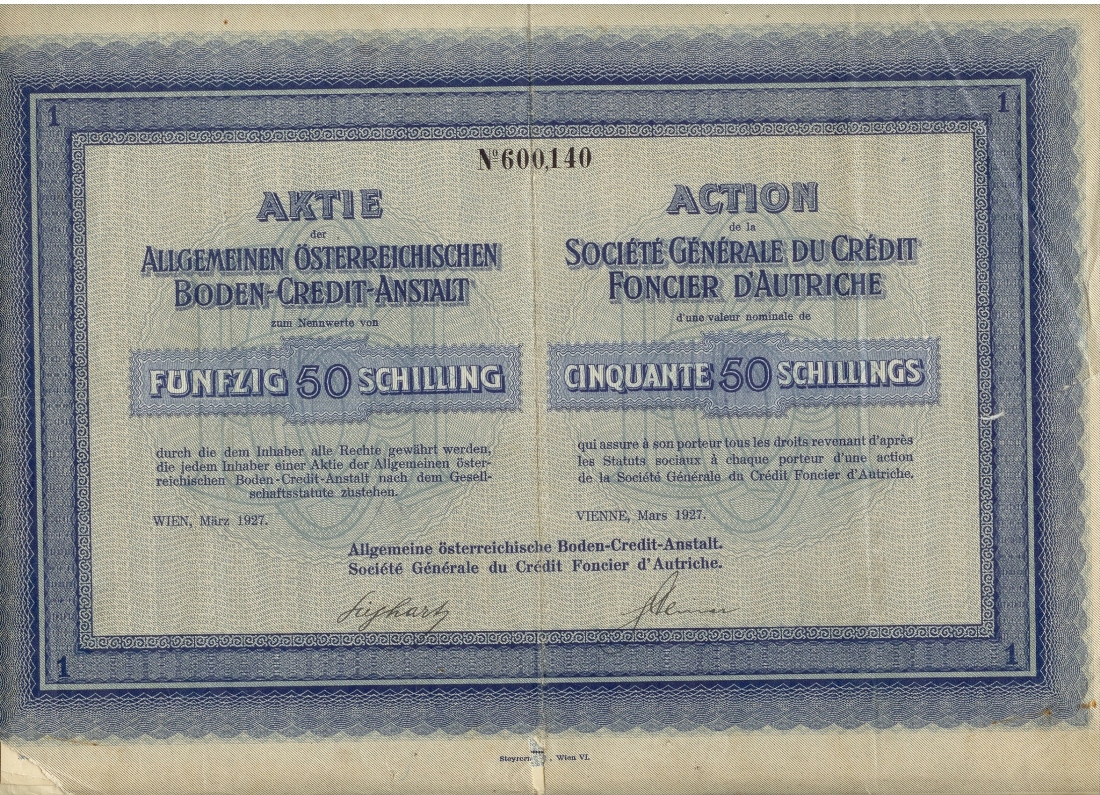 1
1
№ 600,140
AKTIE
der
ALLGEMEINEN ÖSTERREICHISCHEN
BODEN-CREDIT-ANSTALT
zum Nennwerte von
FÜNFZIG 50 SCHILLING
durch die dem Inhaber alle Rechte gewährt werden,
die jedem Inhaber einer Aktie der Allgemeinen öster-
reichischen Boden-Credit-Anstalt nach dem Gesell-
schaftsstatute zustehen.
WIEN, März 1927.
ACTION
de la
SOCIÉTÉ GÉNÉRALE DU CRÉDIT
FONCIER D'AUTRICHE
d'une valeur nominale de
CINQUANTE 50 SCHILLINGS
qui assure à son porteur tous les droits revenant d'après
les Statuts sociaux à chaque porteur d'une action
de la Société Générale du Crédit Foncier d'Autriche.
VIENNE, Mars 1927.
Allgemeine österreichische Boden-Credit-Anstalt.
Société Générale du Crédit Foncier d'Autriche.
Sieghart
1
1
Wien VI.